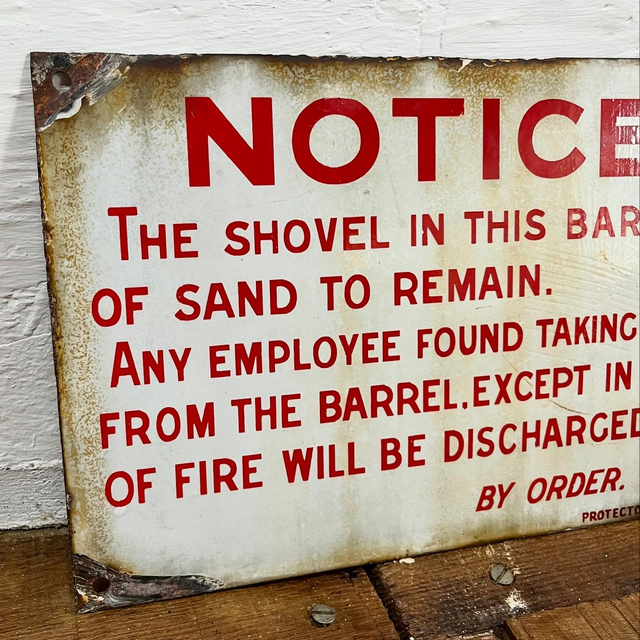 NOTICE
THE SHOVEL IN THIS BAR
OF SAND TO REMAIN.
ANY EMPLOYEE FOUND TAKING
FROM THE BARREL, EXCEPT IN
OF FIRE WILL BE DISCHARGED
BY ORDER.
PROTECTO